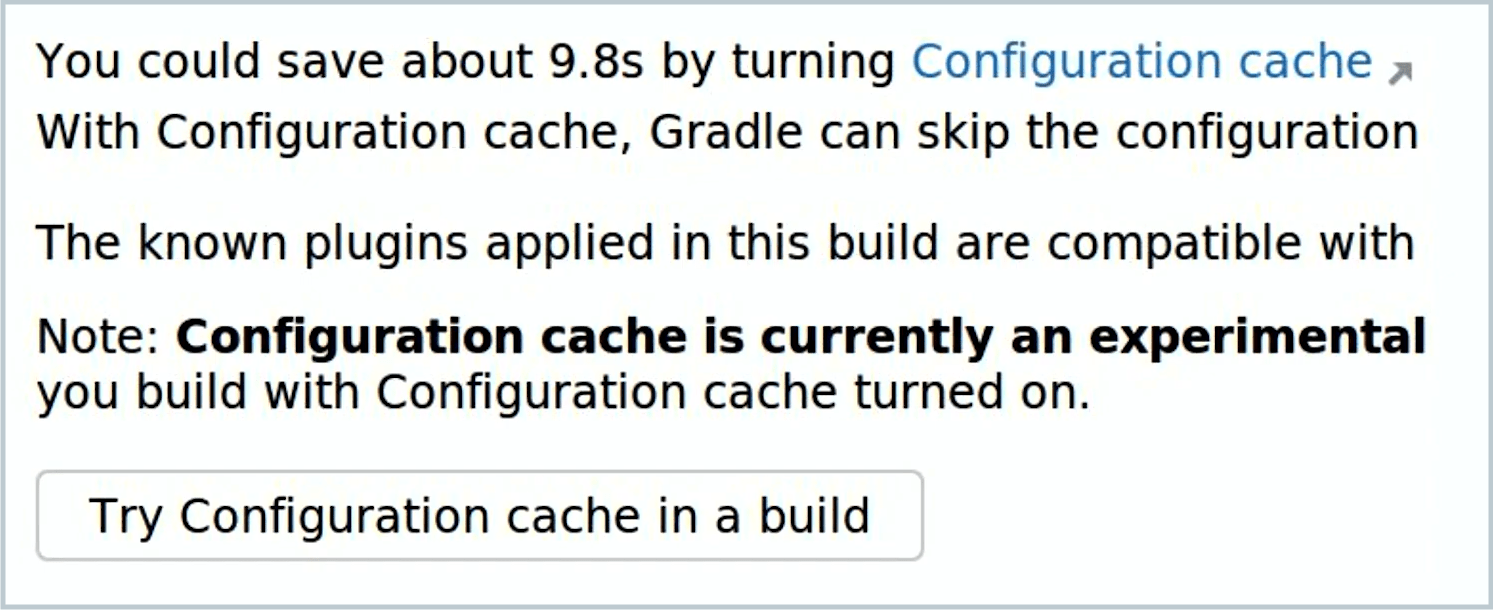 You could save about 9.8s by turning Configuration cache
With Configuration cache, Gradle can skip the configuration
The known plugins applied in this build are compatible with
Note: Configuration cache is currently an experimental
you build with Configuration cache turned on.
Try Configuration cache in a build